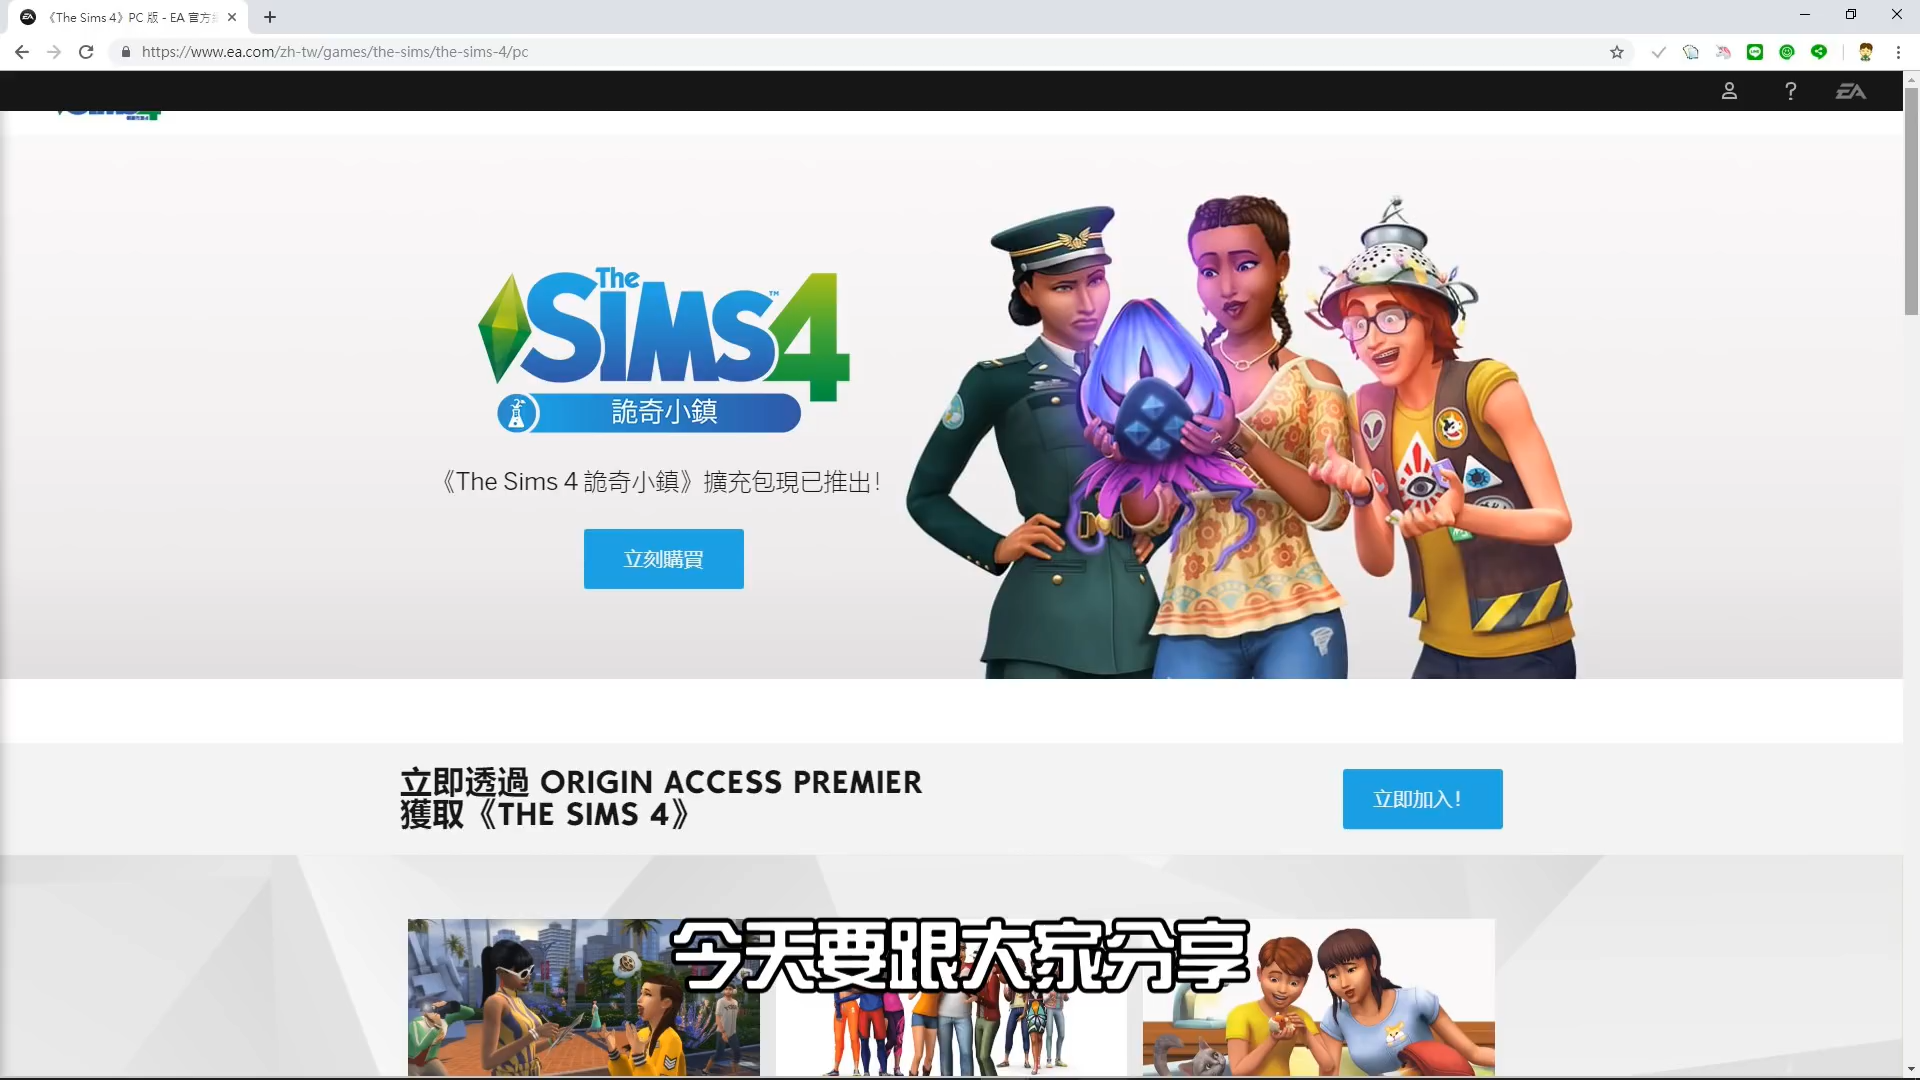 《The Sims 4》PC 版 - EA 官方
https://www.ea.com/zh-tw/games/the-sims/the-sims-4/pc
EA
The
SIMS4
™
詭奇小鎮
《The Sims 4 詭奇小鎮》擴充包現已推出!
立刻購買
立即透過 ORIGIN ACCESS PREMIER
獲取《THE SIMS 4》
立即加入!
今天要跟大家分享